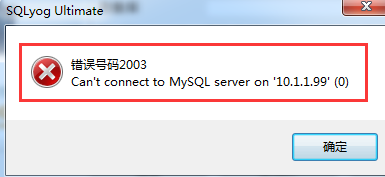 SQLyog Ultimate
错误号码2003
Can't connect to MySQL server on '10.1.1.99' (0)
确定